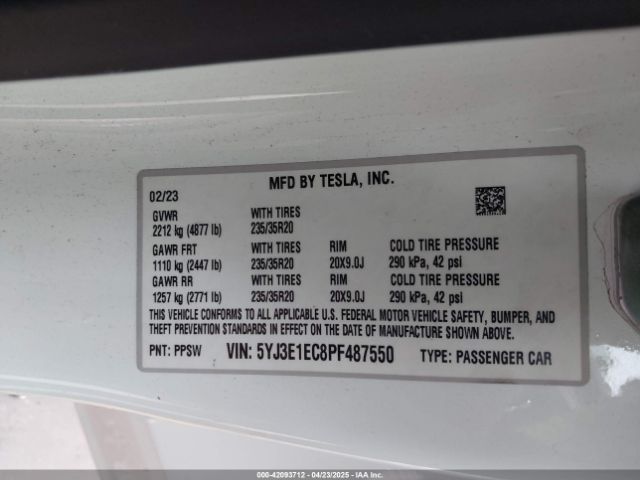 MFD BY TESLA, INC.
02/23
GVWR WITH TIRES
2212 kg (4877 lb) 235/35R20
GAWR FRT WITH TIRES RIM COLD TIRE PRESSURE
1110 kg (2447 lb) 235/35R20 20X9.0J 290 kPa, 42 psi
GAWR RR WITH TIRES RIM COLD TIRE PRESSURE
1257 kg (2771 lb) 235/35R20 20X9.0J 290 kPa, 42 psi
THIS VEHICLE CONFORMS TO ALL APPLICABLE U.S. FEDERAL MOTOR VEHICLE SAFETY, BUMPER, AND
THEFT PREVENTION STANDARDS IN EFFECT ON THE DATE OF MANUFACTURE SHOWN ABOVE.
PNT: PPSW VIN: 5YJ3E1EC8PF487550 TYPE: PASSENGER CAR
000-42093712 - 04/23/2025 - IAAI.COM